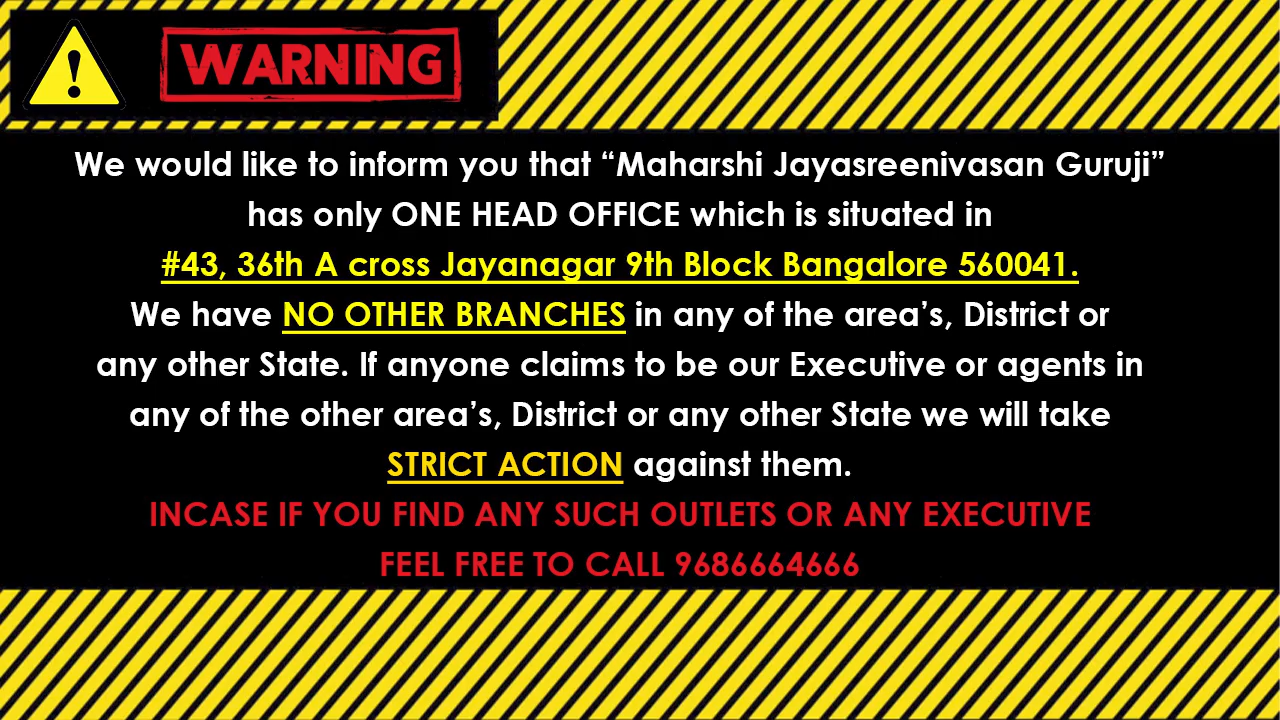 WARNING
We would like to inform you that “Maharshi Jayasreenivasan Guruji”
has only ONE HEAD OFFICE which is situated in
#43, 36th A cross Jayanagar 9th Block Bangalore 560041.
We have NO OTHER BRANCHES in any of the area’s, District or
any other State. If anyone claims to be our Executive or agents in
any of the other area’s, District or any other State we will take
STRICT ACTION against them.
INCASE IF YOU FIND ANY SUCH OUTLETS OR ANY EXECUTIVE
FEEL FREE TO CALL 9686664666